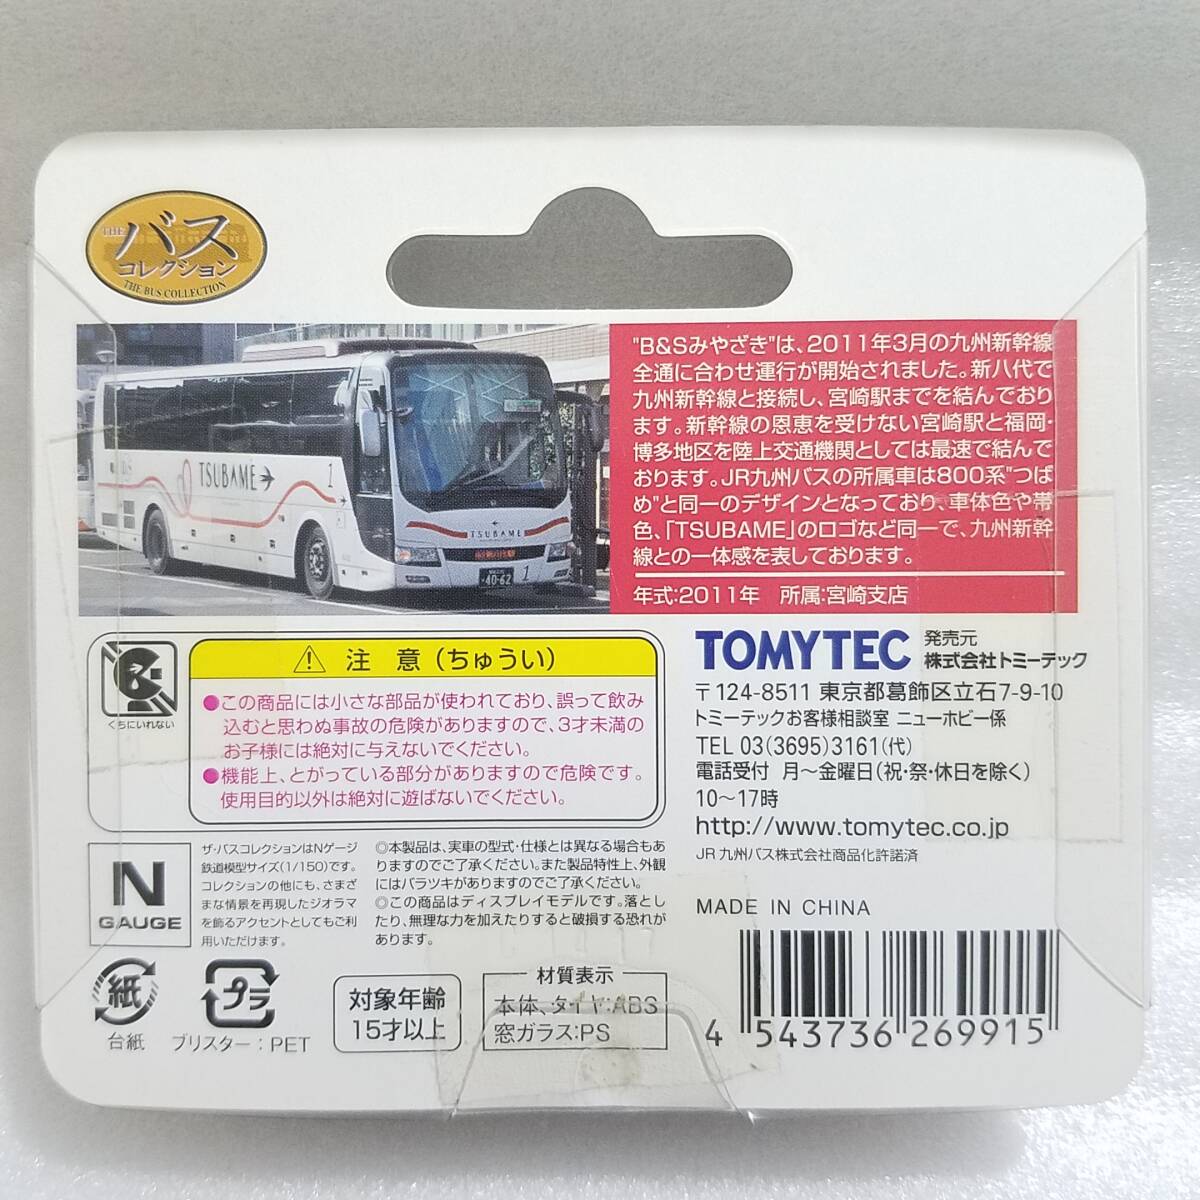 THE
バス
コレクション
THE BUS COLLECTION
"B&Sみやざき"は、2011年3月の九州新幹線
全通に合わせ運行が開始されました。新八代で
九州新幹線と接続し、宮崎駅までを結んでおり
ます。新幹線の恩恵を受けない宮崎駅と福岡・
博多地区を陸上交通機関としては最速で結んで
おります。JR九州バスの所属車は800系"つば
め"と同一のデザインとなっており、車体色や帯
色、「TSUBAME」のロゴなど同一で、九州新幹
線との一体感を表しております。
年式:2011年 所属:宮崎支店
TSUBAME
1
TSUBAME
40-62
1
くちにいれない
注 意(ちゅうい)
●この商品には小さな部品が使われており、誤って飲み
込むと思わぬ事故の危険がありますので、3才未満の
お子様には絶対に与えないでください。
●機能上、とがっている部分がありますので危険です。
使用目的以外は絶対に遊ばないでください。
TOMYTEC
発売元
株式会社トミーテック
〒124-8511 東京都葛飾区立石7-9-10
トミーテックお客様相談室 ニューホビー係
TEL 03(3695)3161(代)
電話受付 月～金曜日(祝・祭・休日を除く)
10～17時
http://www.tomytec.co.jp
JR九州バス株式会社商品化許諾済
MADE IN CHINA
N
GAUGE
ザ・バスコレクションはNゲージ
鉄道模型サイズ(1/150)です。
コレクションの他にも、さまざ
まな情景を再現したジオラマ
を飾るアクセントとしてもご利
用いただけます。
◎本製品は、実車の型式・仕様とは異なる場合もあ
りますのでご了承ください。また製品特性上、外観
にはバラツキがありますのでご了承ください。
◎この商品はディスプレイモデルです。落とし
たり、無理な力を加えたりすると破損する恐れが
あります。
紙
台紙
プラ
ブリスター:PET
対象年齢
15才以上
材質表示
本体、タイヤ:ABS
窓ガラス:PS
4 543736 269915